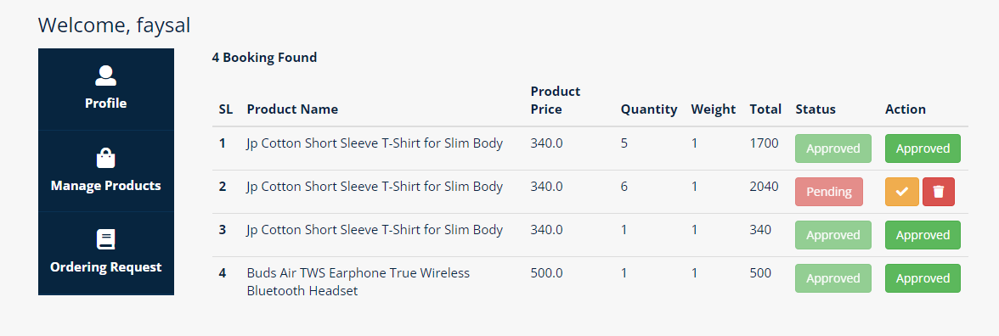 Welcome, faysal
Profile
Manage Products
Ordering Request
4 Booking Found
SL Product Name Product Price Quantity Weight Total Status Action
1 Jp Cotton Short Sleeve T-Shirt for Slim Body 340.0 5 1 1700 Approved Approved
2 Jp Cotton Short Sleeve T-Shirt for Slim Body 340.0 6 1 2040 Pending
3 Jp Cotton Short Sleeve T-Shirt for Slim Body 340.0 1 1 340 Approved Approved
4 Buds Air TWS Earphone True Wireless 500.0 1 1 500 Approved Approved
Bluetooth Headset